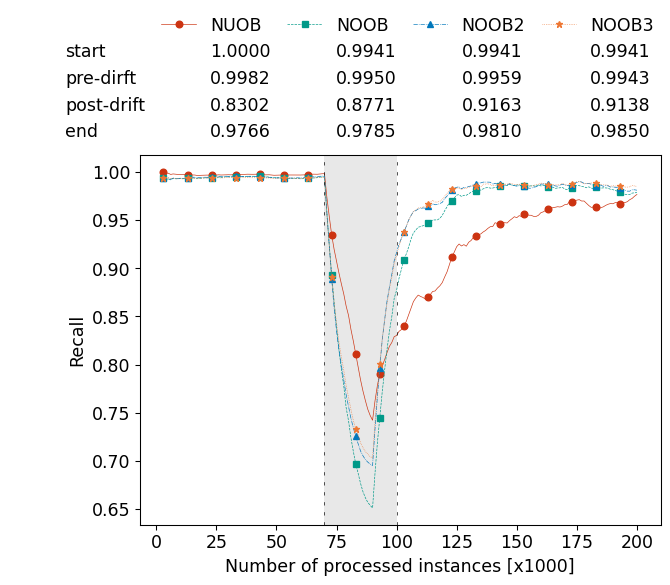 NUOB NOOB NOOB2 NOOB3
start 1.0000 0.9941 0.9941 0.9941
pre-dirft 0.9982 0.9950 0.9959 0.9943
post-drift 0.8302 0.8771 0.9163 0.9138
end 0.9766 0.9785 0.9810 0.9850
1.00
0.95
0.90
0.85
0.80
0.75
0.70
0.65
Recall
0 25 50 75 100 125 150 175 200
Number of processed instances [x1000]